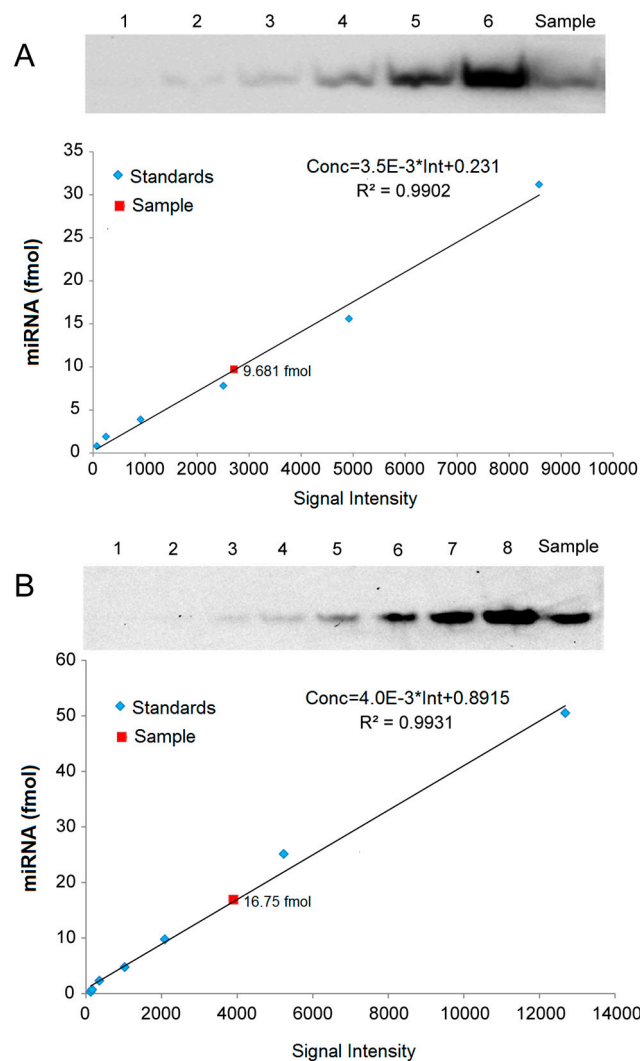 1 2 3 4 5 6 Sample
A
35
30
25
20
15
10
5
0
miRNA (fmol)
Standards
Sample
Conc=3.5E-3*Int+0.231
R² = 0.9902
9.681 fmol
0 1000 2000 3000 4000 5000 6000 7000 8000 9000 10000
Signal Intensity
1 2 3 4 5 6 7 8 Sample
B
60
50
40
30
20
10
0
miRNA (fmol)
Standards
Sample
Conc=4.0E-3*Int+0.8915
R² = 0.9931
16.75 fmol
0 2000 4000 6000 8000 10000 12000 14000
Signal Intensity